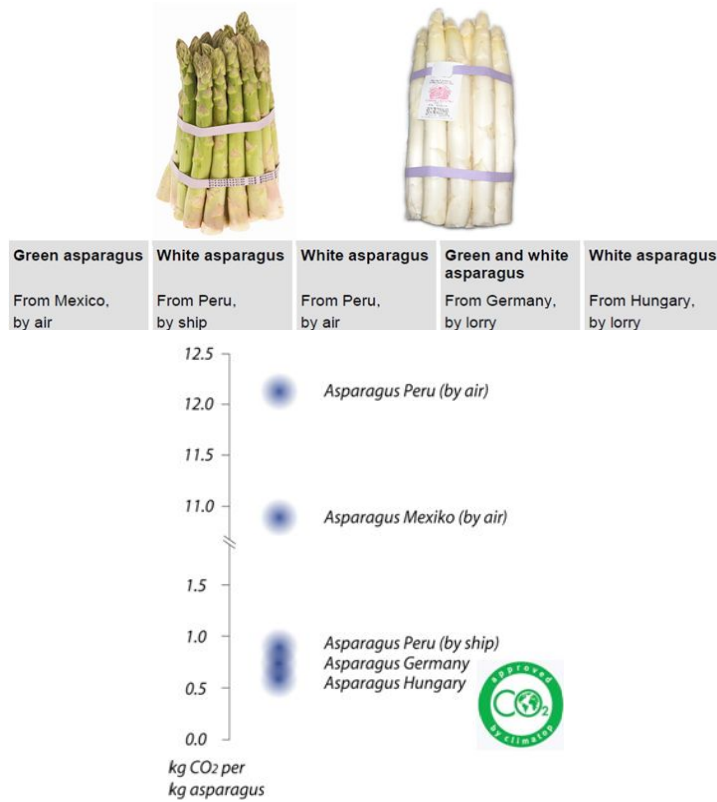 Green asparagus
From Mexico,
by air
White asparagus
From Peru,
by ship
White asparagus
From Peru,
by air
Green and white
asparagus
From Germany,
by lorry
White asparagus
From Hungary,
by lorry
12.5
12.0
11.5
11.0
1.5
1.0
0.5
0.0
Asparagus Peru (by air)
Asparagus Mexiko (by air)
Asparagus Peru (by ship)
Asparagus Germany
Asparagus Hungary
approved
CO2
by climatop
kg CO2 per
kg asparagus